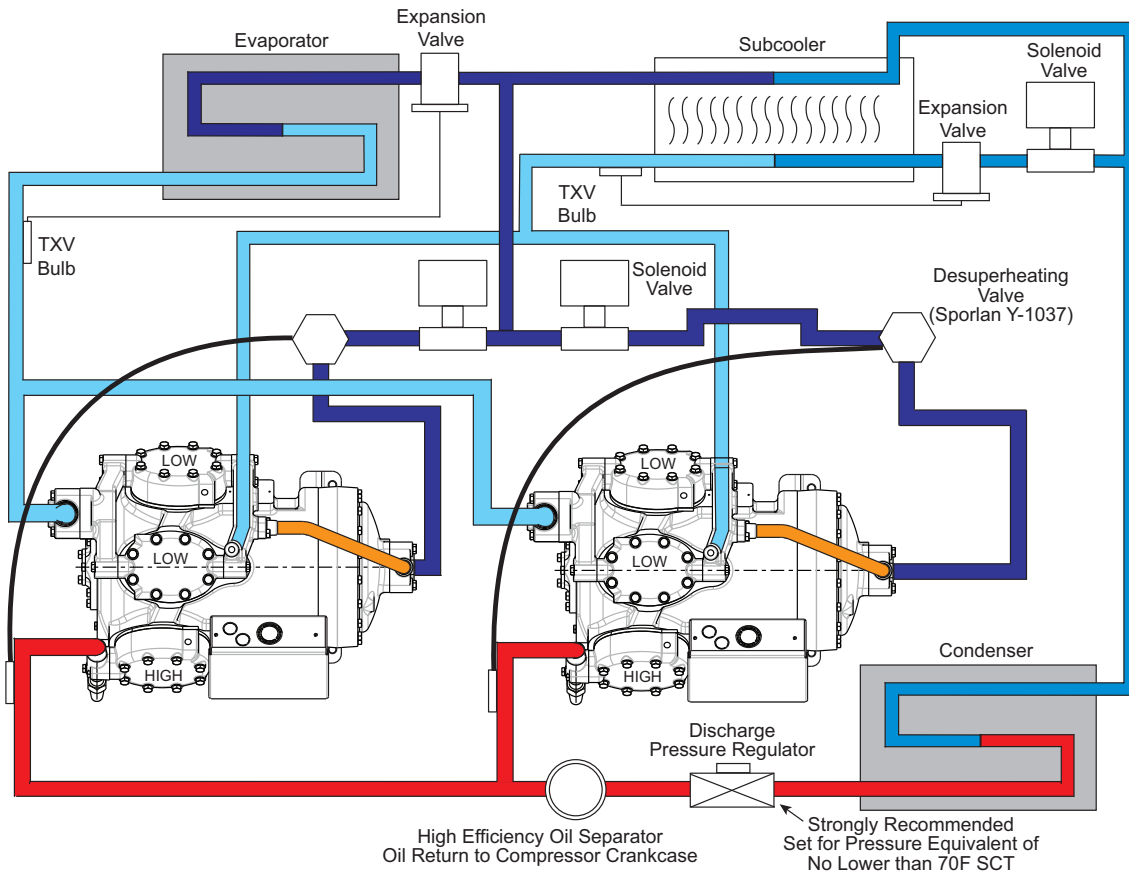 Evaporator
Expansion
Valve
Subcooler
Solenoid
Valve
Expansion
Valve
TXV
Bulb
TXV
Bulb
Solenoid
Valve
Desuperheating
Valve
(Sporlan Y-1037)
LOW
LOW
LOW
LOW
HIGH
HIGH
Condenser
Discharge
Pressure Regulator
High Efficiency Oil Separator
Oil Return to Compressor Crankcase
Strongly Recommended
Set for Pressure Equivalent of
No Lower than 70F SCT